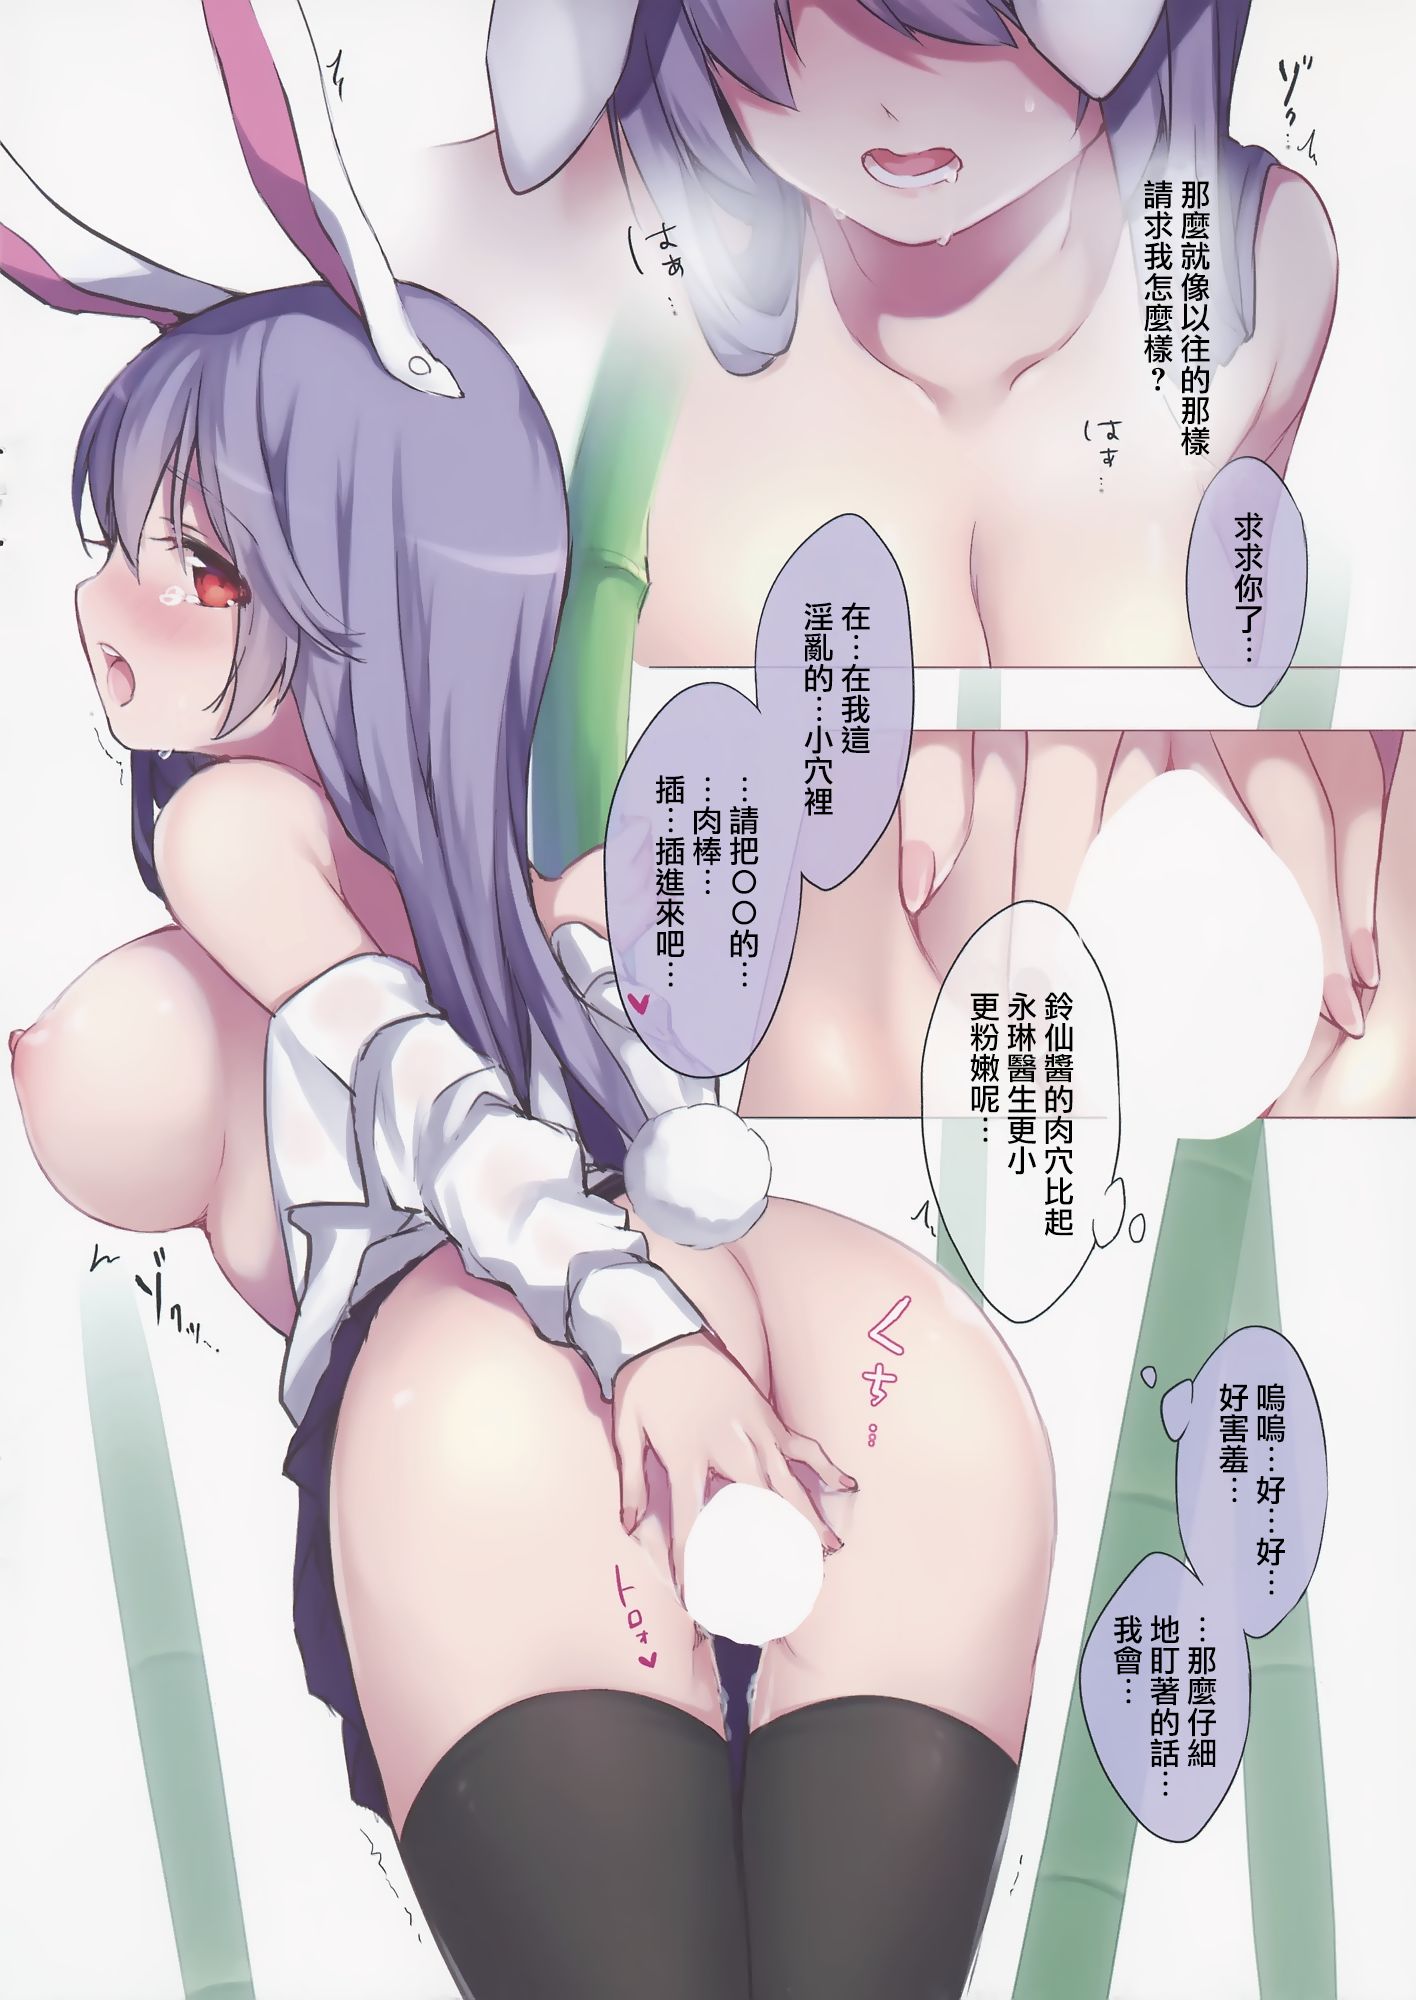 那麼就像以往的那樣
請求我怎麼樣？
ゾク…
はぁ…
はぁ…
求求你了…
在…在我這
淫亂的…小穴裡
…請把〇〇的…
…肉棒…
插…插進來吧…
鈴仙醬的肉穴比起
永琳醫生更小
更粉嫩呢…
ゾクッ…
くち…
嗚嗚…好…好…
好害羞…
トロォ
…那麼仔細
地盯著的話…
我會…